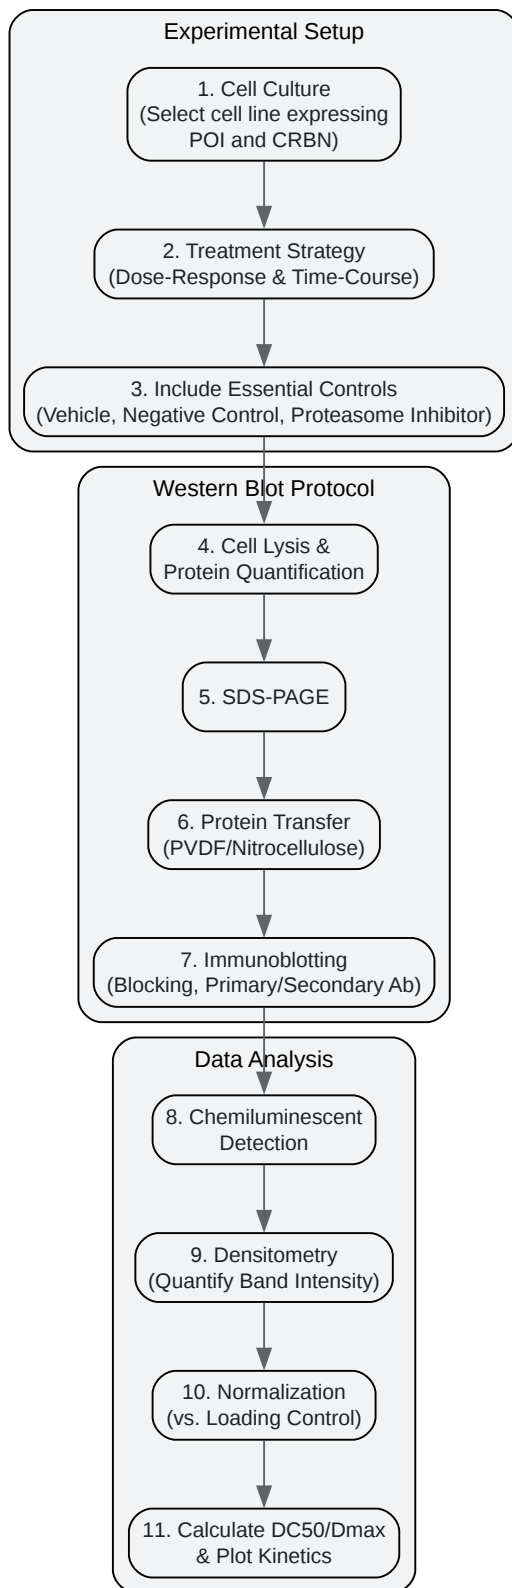 Experimental Setup
1. Cell Culture
(Select cell line expressing
POI and CRBN)
2. Treatment Strategy
(Dose-Response & Time-Course)
3. Include Essential Controls
(Vehicle, Negative Control, Proteasome Inhibitor)
Western Blot Protocol
4. Cell Lysis &
Protein Quantification
5. SDS-PAGE
6. Protein Transfer
(PVDF/Nitrocellulose)
7. Immunoblotting
(Blocking, Primary/Secondary Ab)
Data Analysis
8. Chemiluminescent
Detection
9. Densitometry
(Quantify Band Intensity)
10. Normalization
(vs. Loading Control)
11. Calculate DC50/Dmax
& Plot Kinetics